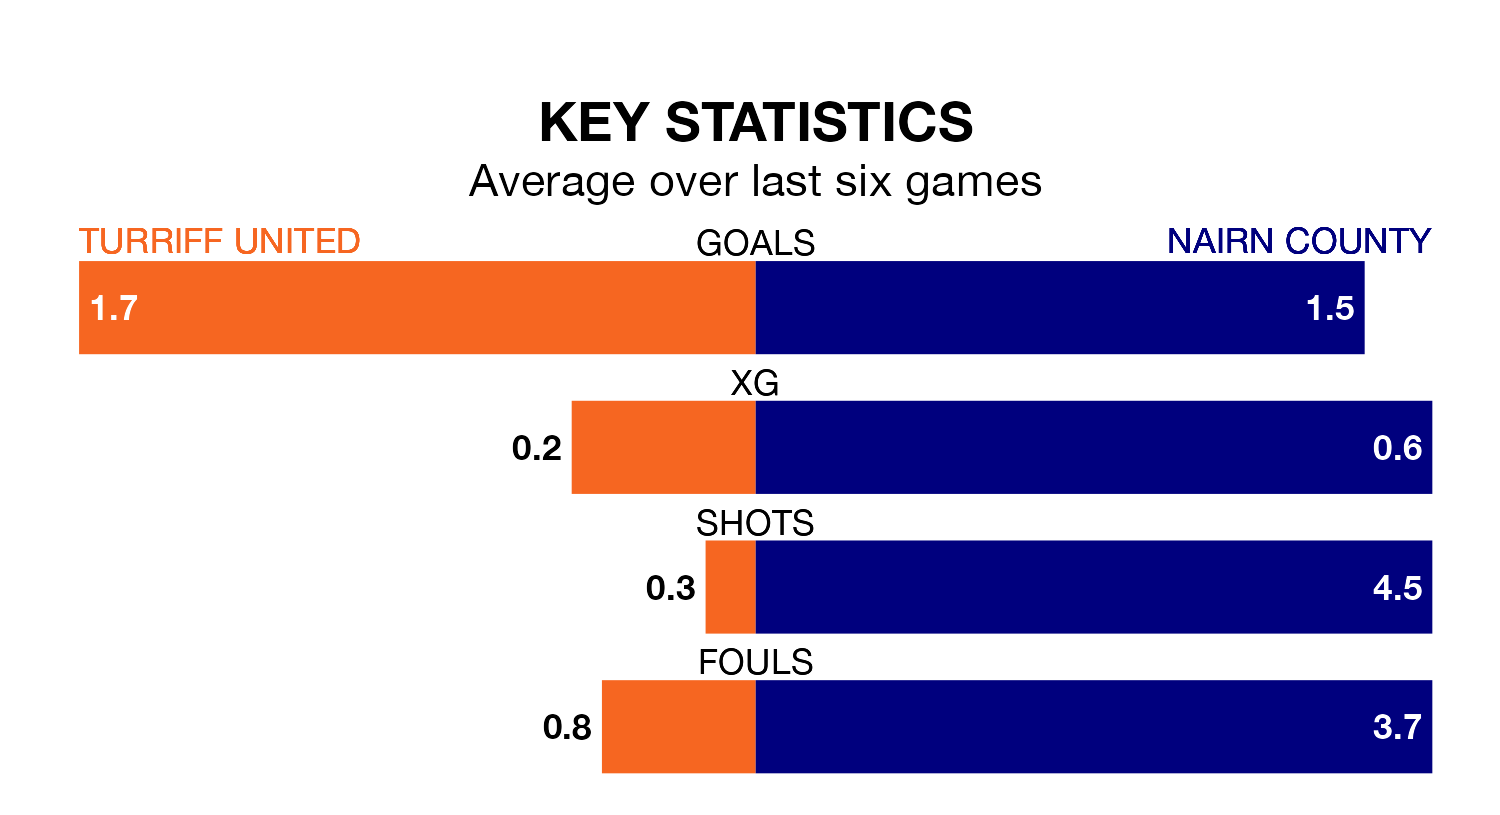 KEY STATISTICS
Average over last six games
TURRIFF UNITED GOALS NAIRN COUNTY
1.7 1.5
XG
0.2 0.6
SHOTS
0.3 4.5
FOULS
0.8 3.7